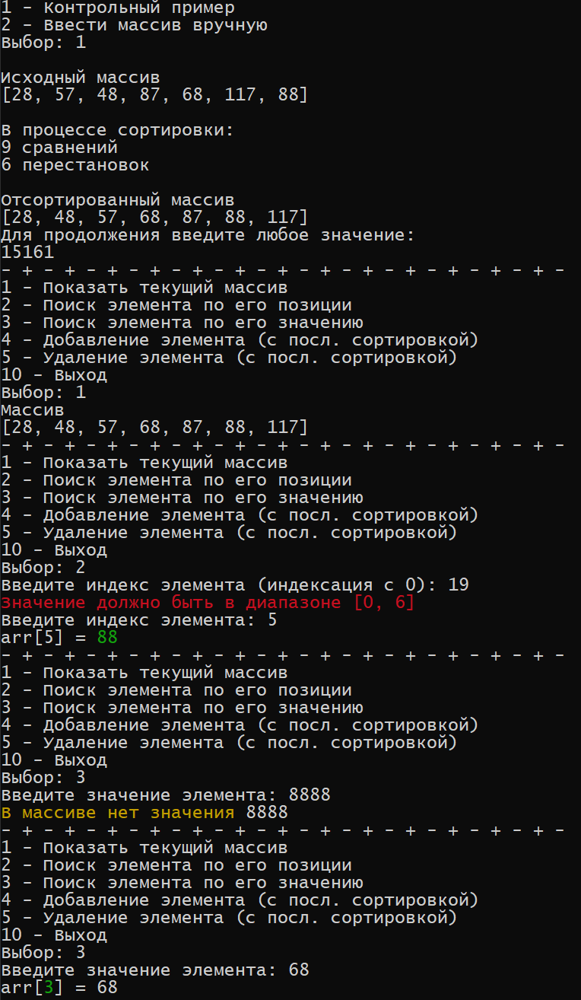 1 - Контрольный пример
2 - Ввести массив вручную
Выбор: 1
Исходный массив
[28, 57, 48, 87, 68, 117, 88]
В процессе сортировки:
9 сравнений
6 перестановок
Отсортированный массив
[28, 48, 57, 68, 87, 88, 117]
Для продолжения введите любое значение:
15161
- + - + - + - + - + - + - + - + - + - + - + - + - + -
1 - Показать текущий массив
2 - Поиск элемента по его позиции
3 - Поиск элемента по его значению
4 - Добавление элемента (с посл. сортировкой)
5 - Удаление элемента (с посл. сортировкой)
10 - Выход
Выбор: 1
Массив
[28, 48, 57, 68, 87, 88, 117]
- + - + - + - + - + - + - + - + - + - + - + - + - + -
1 - Показать текущий массив
2 - Поиск элемента по его позиции
3 - Поиск элемента по его значению
4 - Добавление элемента (с посл. сортировкой)
5 - Удаление элемента (с посл. сортировкой)
10 - Выход
Выбор: 2
Введите индекс элемента (индексация с 0): 19
Значение должно быть в диапазоне [0, 6]
Введите индекс элемента: 5
arr[5] = 88
- + - + - + - + - + - + - + - + - + - + - + - + - + -
1 - Показать текущий массив
2 - Поиск элемента по его позиции
3 - Поиск элемента по его значению
4 - Добавление элемента (с посл. сортировкой)
5 - Удаление элемента (с посл. сортировкой)
10 - Выход
Выбор: 3
Введите значение элемента: 8888
В массиве нет значения 8888
- + - + - + - + - + - + - + - + - + - + - + - + - + -
1 - Показать текущий массив
2 - Поиск элемента по его позиции
3 - Поиск элемента по его значению
4 - Добавление элемента (с посл. сортировкой)
5 - Удаление элемента (с посл. сортировкой)
10 - Выход
Выбор: 3
Введите значение элемента: 68
arr[3] = 68